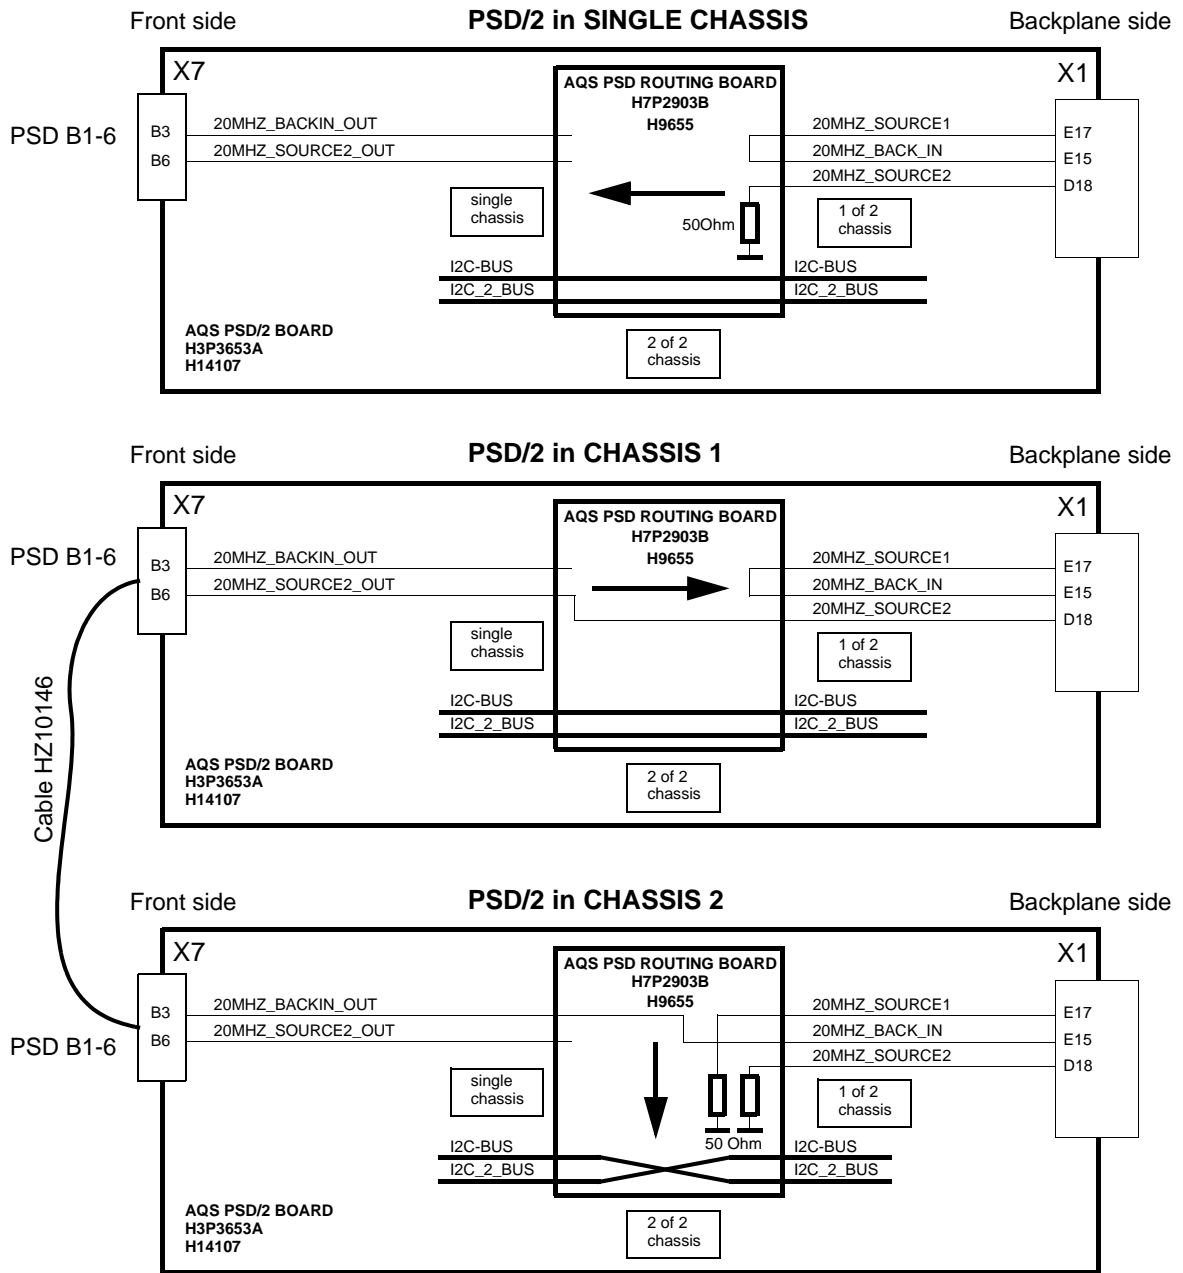 Front side
PSD/2 in SINGLE CHASSIS
Backplane side
X7
X1
AQS PSD ROUTING BOARD
H7P2903B
H9655
PSD B1-6
B3
B6
20MHZ_BACKIN_OUT
20MHZ_SOURCE2_OUT
20MHZ_SOURCE1
20MHZ_BACK_IN
20MHZ_SOURCE2
E17
E15
D18
single
chassis
50Ohm
1 of 2
chassis
I2C-BUS
I2C_2_BUS
I2C-BUS
I2C_2_BUS
AQS PSD/2 BOARD
H3P3653A
H14107
2 of 2
chassis
Front side
PSD/2 in CHASSIS 1
Backplane side
X7
X1
AQS PSD ROUTING BOARD
H7P2903B
H9655
PSD B1-6
B3
B6
20MHZ_BACKIN_OUT
20MHZ_SOURCE2_OUT
20MHZ_SOURCE1
20MHZ_BACK_IN
20MHZ_SOURCE2
E17
E15
D18
single
chassis
1 of 2
chassis
I2C-BUS
I2C_2_BUS
I2C-BUS
I2C_2_BUS
AQS PSD/2 BOARD
H3P3653A
H14107
2 of 2
chassis
Cable HZ10146
Front side
PSD/2 in CHASSIS 2
Backplane side
X7
X1
AQS PSD ROUTING BOARD
H7P2903B
H9655
PSD B1-6
B3
B6
20MHZ_BACKIN_OUT
20MHZ_SOURCE2_OUT
20MHZ_SOURCE1
20MHZ_BACK_IN
20MHZ_SOURCE2
E17
E15
D18
single
chassis
1 of 2
chassis
50 Ohm
I2C-BUS
I2C_2_BUS
I2C-BUS
I2C_2_BUS
AQS PSD/2 BOARD
H3P3653A
H14107
2 of 2
chassis